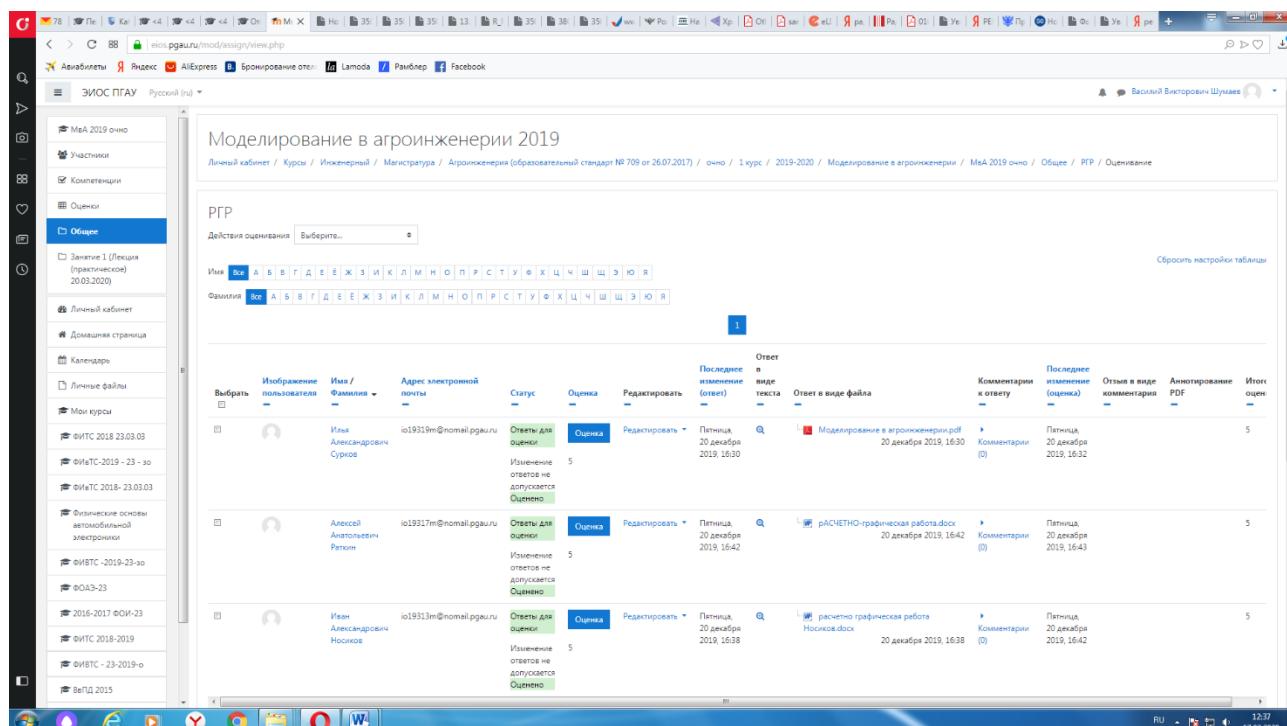 eios.pgau.ru/mod/assign/view.php
Авиабилеты Яндекс AliExpress Бронирование отел Lamoda Рамблер Facebook
ЭИОС ПГАУ Русский (ru)
Василий Викторович Шумаев
МвА 2019 очно
Участники
Компетенции
Оценки
Общее
Занятие 1 (Лекция
(практическое)
20.03.2020)
Личный кабинет
Домашняя страница
Календарь
Личные файлы
Мои курсы
ФИТС 2018 23.03.03
ФИвТС-2019 - 23 - зо
ФИвТС 2018- 23.03.03
Физические основы
автомобильной
электроники
ФИВТС -2019-23-зо
ФОАЭ-23
2016-2017 ФОИ-23
ФИТС 2018-2019
ФИВТС - 23-2019-о
ВвПД 2015
Моделирование в агроинженерии 2019
Личный кабинет / Курсы / Инженерный / Магистратура / Агроинженерия (образовательный стандарт № 709 от 26.07.2017) / очно / 1 курс / 2019-2020 / Моделирование в агроинженерии / МвА 2019 очно / Общее / РГР / Оценивание
РГР
Действия оценивания Выберите...
Сбросить настройки таблицы
Имя Все А Б В Г Д Е Ё Ж З И К Л М Н О П Р С Т У Ф Х Ц Ч Ш Щ Э Ю Я
Фамилия Все А Б В Г Д Е Ё Ж З И К Л М Н О П Р С Т У Ф Х Ц Ч Ш Щ Э Ю Я
1
Выбрать
Изображение
пользователя
Имя /
Фамилия
Адрес электронной
почты
Статус
Оценка
Редактировать
Последнее
изменение
(ответ)
Ответ
в
виде
текста
Ответ в виде файла
Комментарии
к ответу
Последнее
изменение
(оценка)
Отзыв в виде
комментария
Аннотирование
PDF
Итого
оцен
Илья
Александрович
Сурков
io19319m@nomail.pgau.ru
Ответы для
оценки
Изменение
ответов не
допускается
Оценено
Оценка
5
Редактировать
Пятница,
20 декабря
2019, 16:30
Моделирование в агроинженерии.pdf
20 декабря 2019, 16:30
Комментарии
(0)
Пятница,
20 декабря
2019, 16:32
5
Алексей
Анатольевич
Раткин
io19317m@nomail.pgau.ru
Ответы для
оценки
Изменение
ответов не
допускается
Оценено
Оценка
5
Редактировать
Пятница,
20 декабря
2019, 16:42
рАСЧЕТНО-графическая работа.docx
20 декабря 2019, 16:42
Комментарии
(0)
Пятница,
20 декабря
2019, 16:43
5
Иван
Александрович
Носиков
io19313m@nomail.pgau.ru
Ответы для
оценки
Изменение
ответов не
допускается
Оценено
Оценка
5
Редактировать
Пятница,
20 декабря
2019, 16:38
расчетно графическая работа
Носиков.docx
20 декабря 2019, 16:38
Комментарии
(0)
Пятница,
20 декабря
2019, 16:42
5
RU
12:37